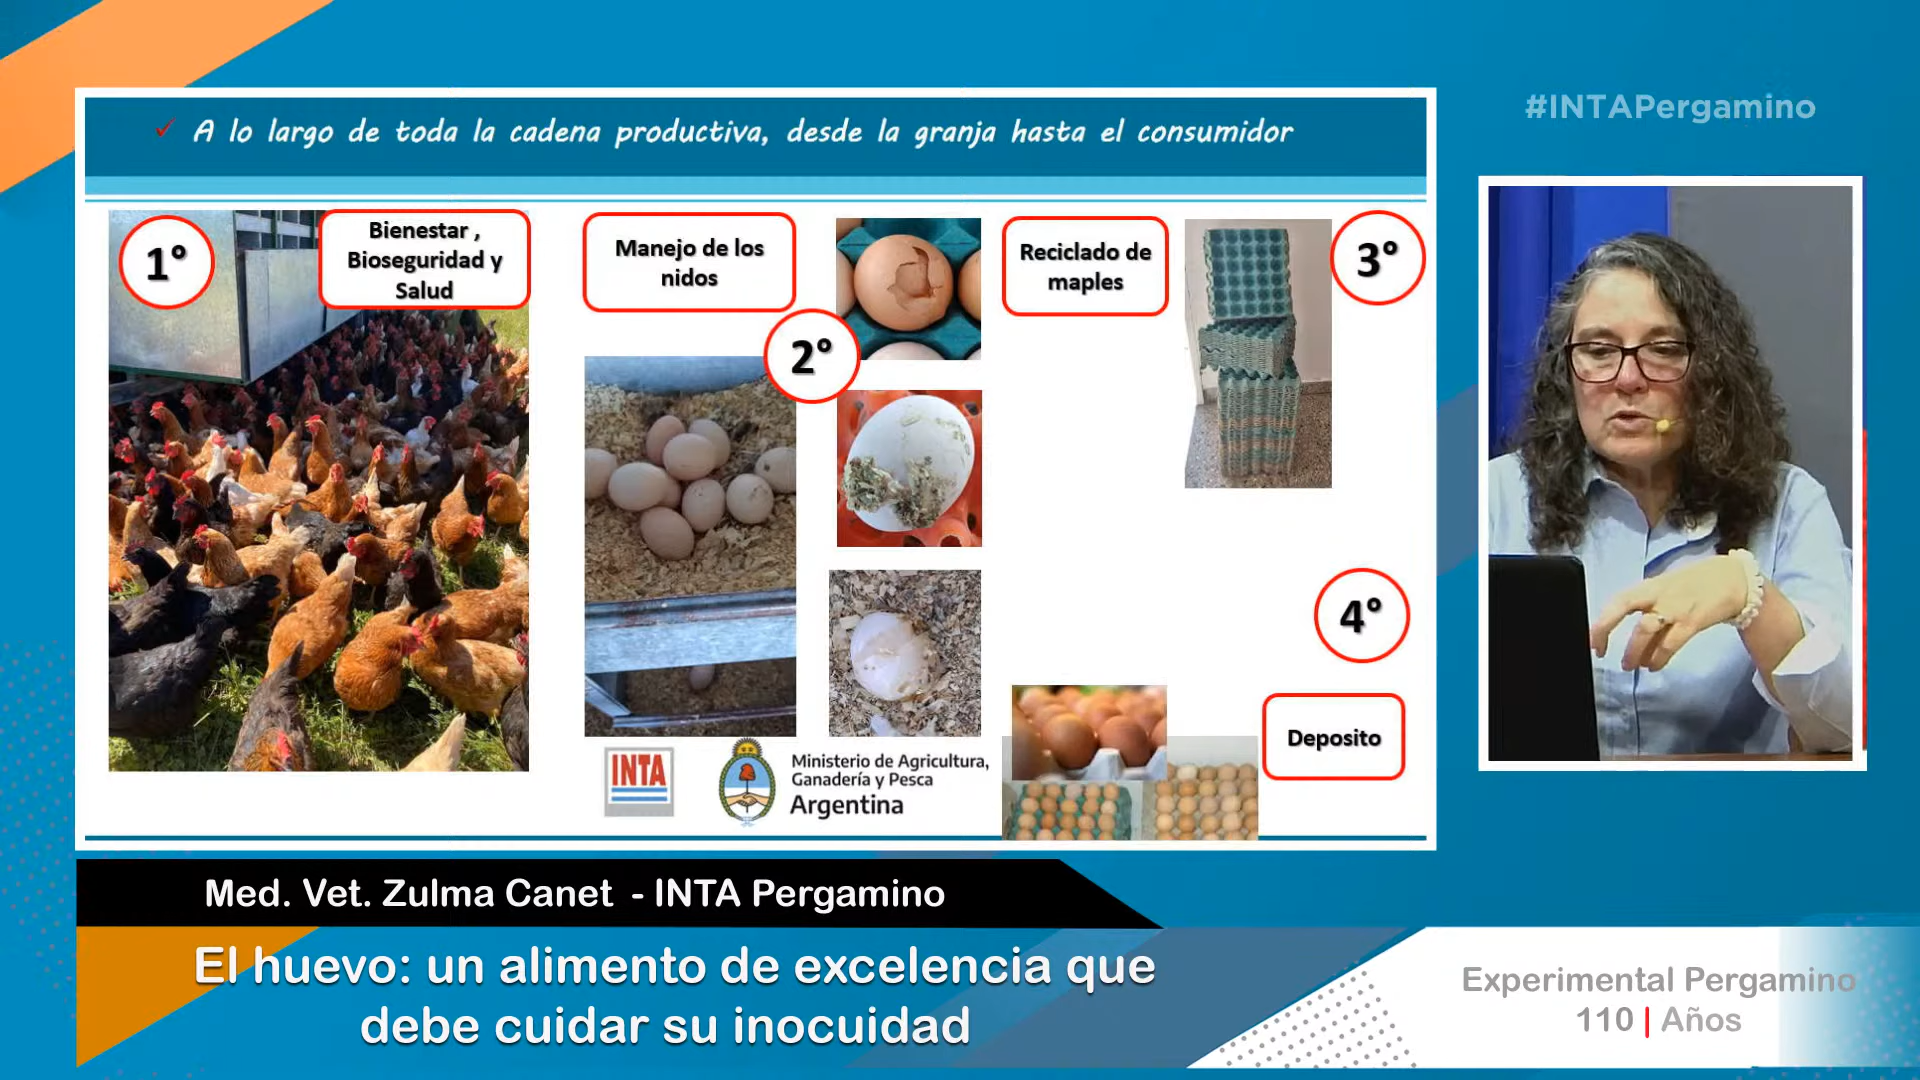 #INTAPergamino
A lo largo de toda la cadena productiva, desde la granja hasta el consumidor
1°
Bienestar ,
Bioseguridad y
Salud
Manejo de los
nidos
2°
Reciclado de
maples
3°
4°
Deposito
INTA
Ministerio de Agricultura,
Ganadería y Pesca
Argentina
Med. Vet. Zulma Canet - INTA Pergamino
El huevo: un alimento de excelencia que
debe cuidar su inocuidad
Experimental Pergamino
110 | Años